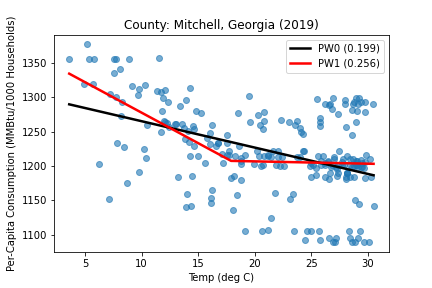 County: Mitchell, Georgia (2019)
Per-Capita Consumption (MMBtu/1000 Households)
1350
1300
1250
1200
1150
1100
PW0 (0.199)
PW1 (0.256)
5
10
15
20
25
30
Temp (deg C)